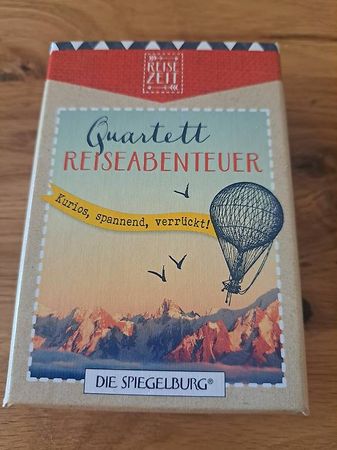 REISE
ZEIT
Quartett
REISEABENTEUER
Kurios, spannend, verrückt!
DIE SPIEGELBURG®